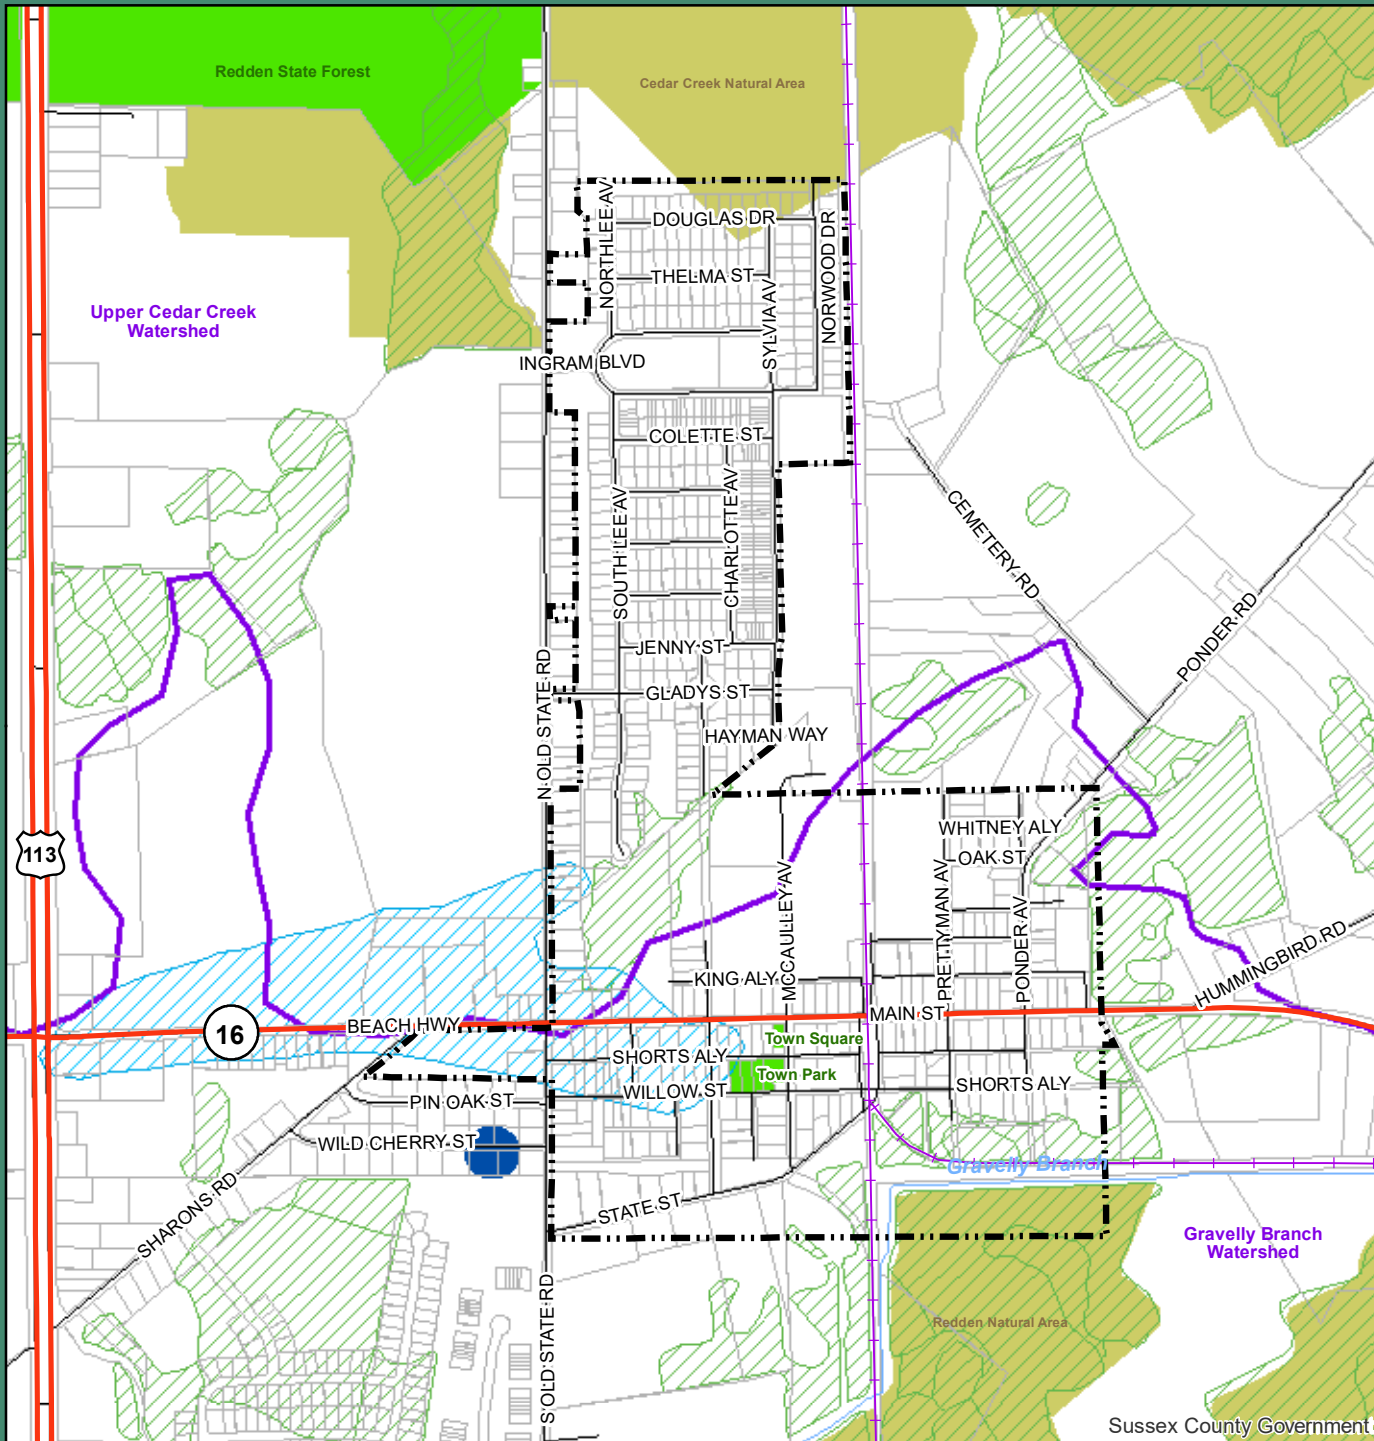 Redden State Forest
Cedar Creek Natural Area
NORTHLEE AV
DOUGLAS DR
NORWOOD DR
THELMA ST
SYLVIA AV
Upper Cedar Creek
Watershed
INGRAM BLVD
COLETTE ST
SOUTH LEE AV
CHARLOTTE AV
CEMETERY RD
PONDER RD
JENNY ST
N OLD STATE RD
GLADYS ST
HAYMAN WAY
113
WHITNEY ALY
OAK ST
MCCAULLEY AV
PRETTYMAN AV
PONDER AV
KING ALY
HUMMINGBIRD RD
MAIN ST
BEACH HWY
16
Town Square
SHORTS ALY
Town Park
WILLOW ST
SHORTS ALY
PIN OAK ST
WILD CHERRY ST
Gravelly Branch
SHARONS RD
STATE ST
Gravelly Branch
Watershed
S OLD STATE RD
Redden Natural Area
Sussex County Government